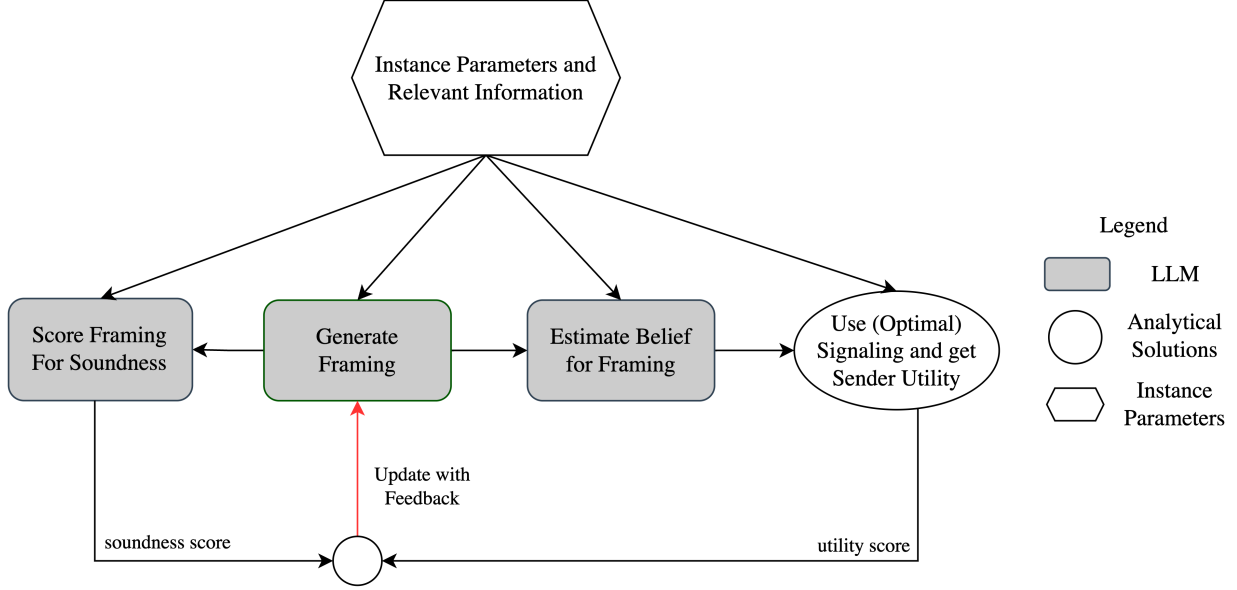 Instance Parameters and
Relevant Information
Score Framing
For Soundness
Generate
Framing
Estimate Belief
for Framing
Use (Optimal)
Signaling and get
Sender Utility
Update with
Feedback
soundness score
utility score
Legend
LLM
Analytical
Solutions
Instance
Parameters